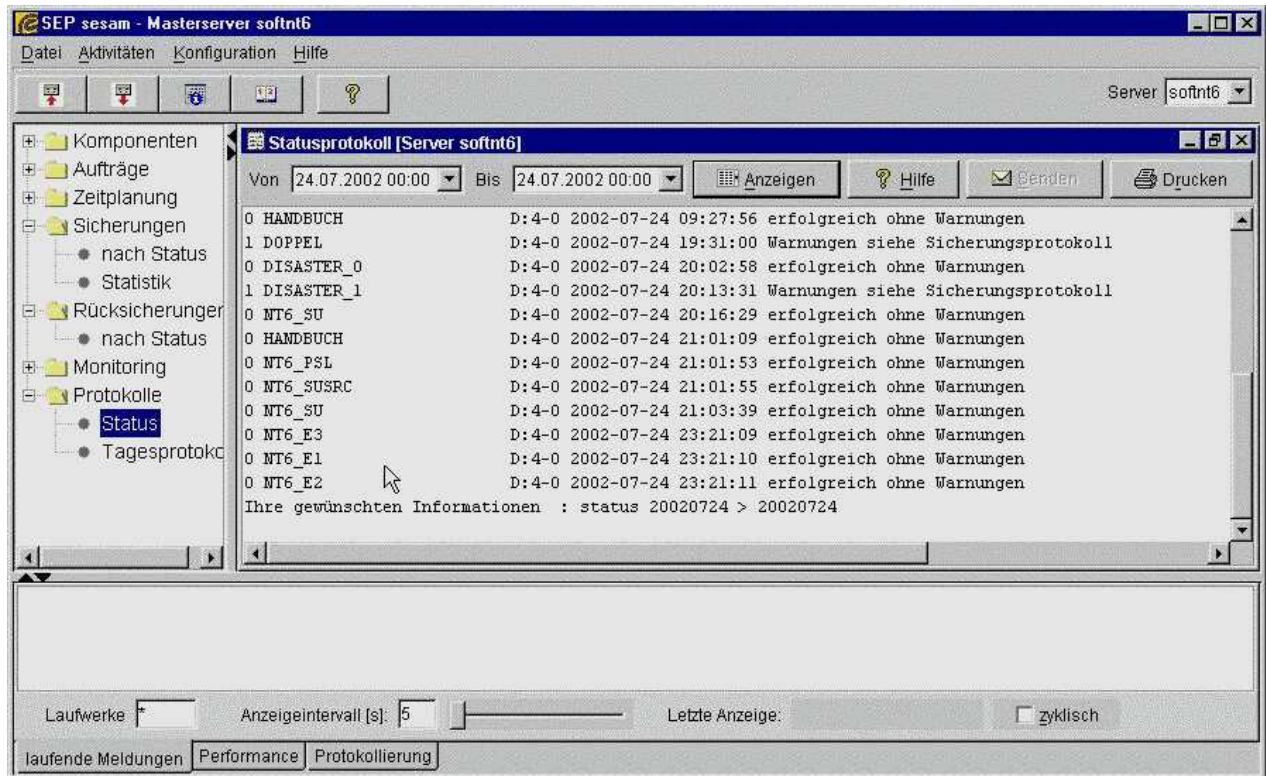 SEP sesam - Masterserver softnt6
Datei Aktivitäten Konfiguration Hilfe
Server softnt6
Komponenten
Aufträge
Zeitplanung
Sicherungen
nach Status
Statistik
Rücksicherunger
nach Status
Monitoring
Protokolle
Status
Tagesprotokc
Statusprotokoll [Server softnt6]
Von 24.07.2002 00:00 Bis 24.07.2002 00:00 Anzeigen Hilfe Senden Drucken
0 HANDBUCH D:4-0 2002-07-24 09:27:56 erfolgreich ohne Warnungen
1 DOPPEL D:4-0 2002-07-24 19:31:00 Warnungen siehe Sicherungsprotokoll
0 DISASTER_0 D:4-0 2002-07-24 20:02:58 erfolgreich ohne Warnungen
1 DISASTER_1 D:4-0 2002-07-24 20:13:31 Warnungen siehe Sicherungsprotokoll
0 NT6_SU D:4-0 2002-07-24 20:16:29 erfolgreich ohne Warnungen
0 HANDBUCH D:4-0 2002-07-24 21:01:09 erfolgreich ohne Warnungen
0 NT6_PSL D:4-0 2002-07-24 21:01:53 erfolgreich ohne Warnungen
0 NT6_SUSRC D:4-0 2002-07-24 21:01:55 erfolgreich ohne Warnungen
0 NT6_SU D:4-0 2002-07-24 21:03:39 erfolgreich ohne Warnungen
0 NT6_E3 D:4-0 2002-07-24 23:21:09 erfolgreich ohne Warnungen
0 NT6_E1 D:4-0 2002-07-24 23:21:10 erfolgreich ohne Warnungen
0 NT6_E2 D:4-0 2002-07-24 23:21:11 erfolgreich ohne Warnungen
Ihre gewünschten Informationen : status 20020724 > 20020724
Laufwerke * Anzeigeintervall [s]: 5 Letzte Anzeige: zyklisch
laufende Meldungen Performance Protokollierung